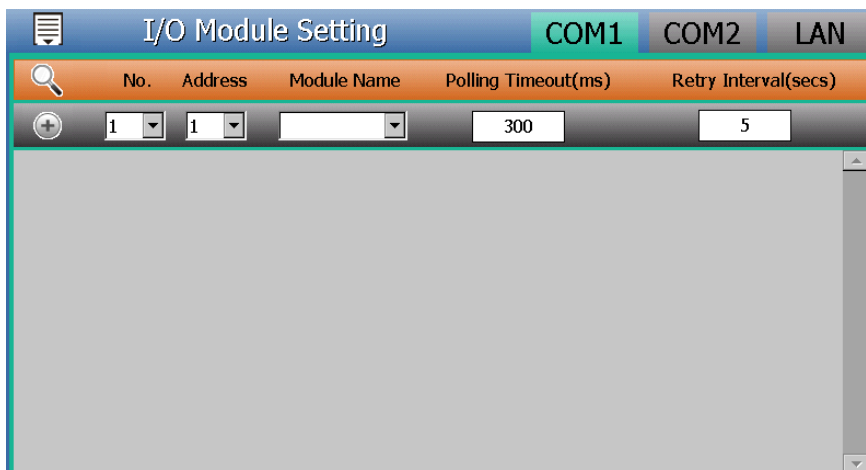 I/O Module Setting COM1 COM2 LAN
No. Address Module Name Polling Timeout(ms) Retry Interval(secs)
1 1 300 5